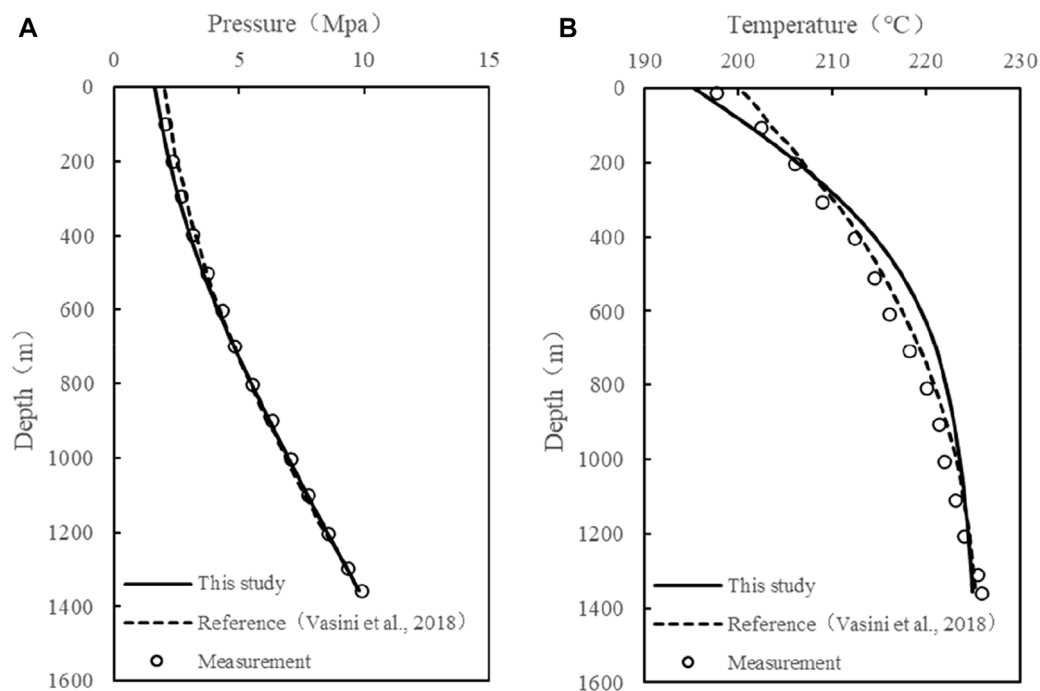 A
Pressure（Mpa）
0 5 10 15
0
200
400
600
800
1000
1200
1400
1600
Depth（m）
This study
Reference（Vasini et al., 2018）
Measurement
B
Temperature（°C）
190 200 210 220 230
0
200
400
600
800
1000
1200
1400
1600
Depth（m）
This study
Reference（Vasini et al., 2018）
Measurement